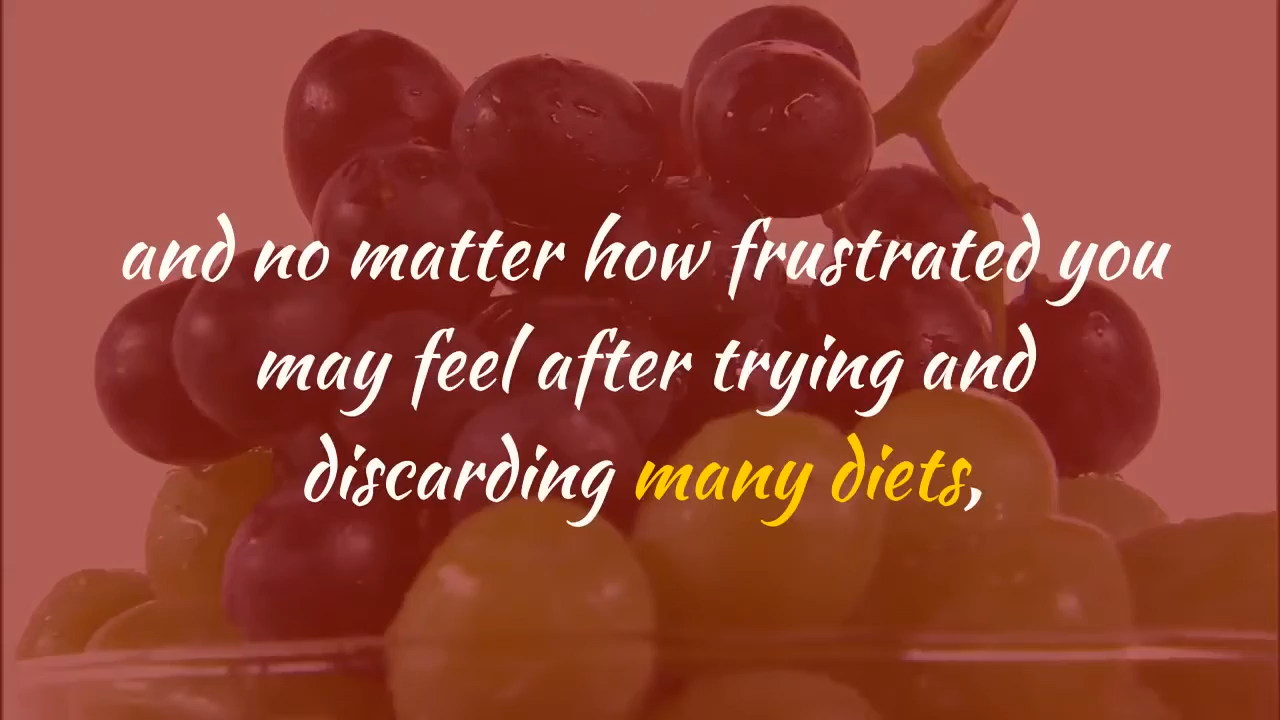 and no matter how frustrated you
may feel after trying and
discarding many diets,